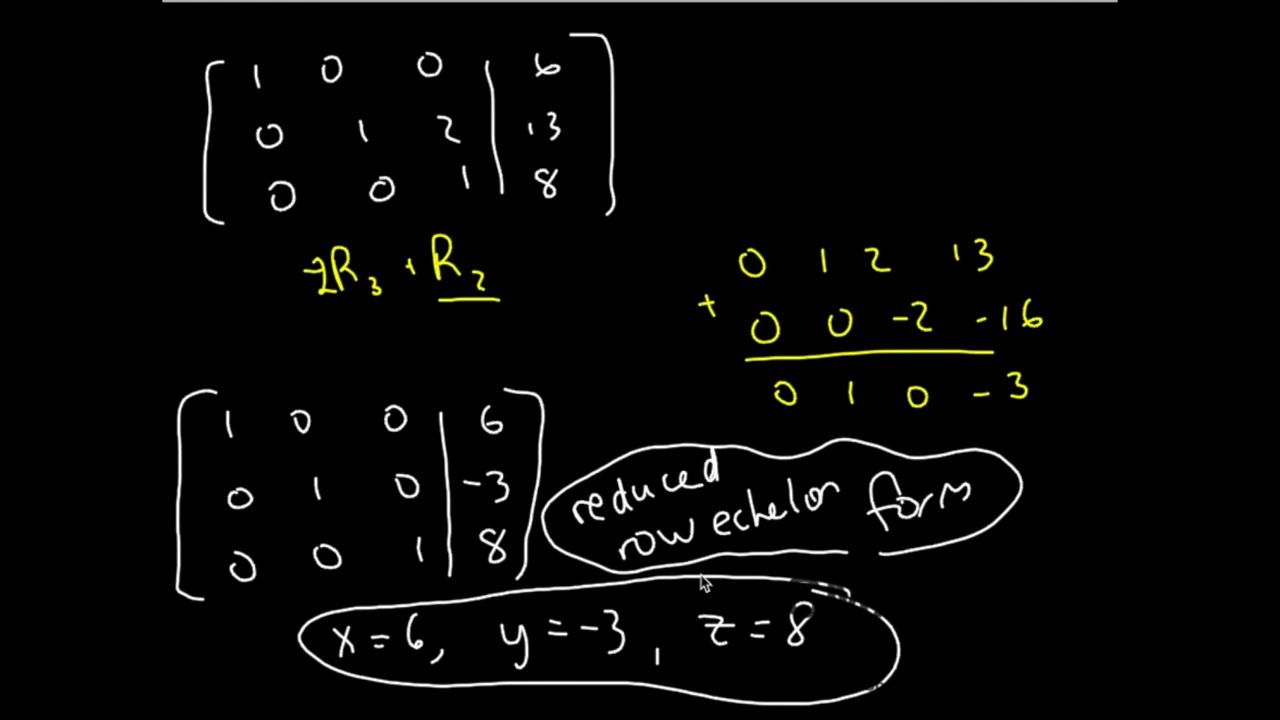 1 0 0 | 6
0 1 2 | 13
0 0 1 | 8
-2R₃ + R₂
0 1 2 13
+ 0 0 -2 -16
0 1 0 -3
1 0 0 | 6
0 1 0 | -3
0 0 1 | 8
reduced
row echelon form
x = 6, y = -3, z = 8